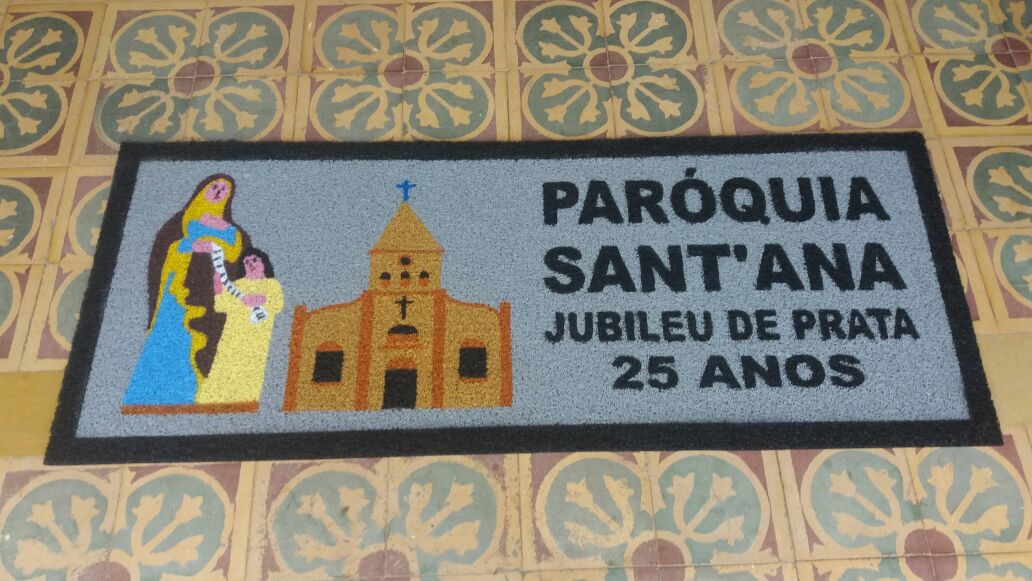 PARÓQUIA
SANT'ANA
JUBILEU DE PRATA
25 ANOS